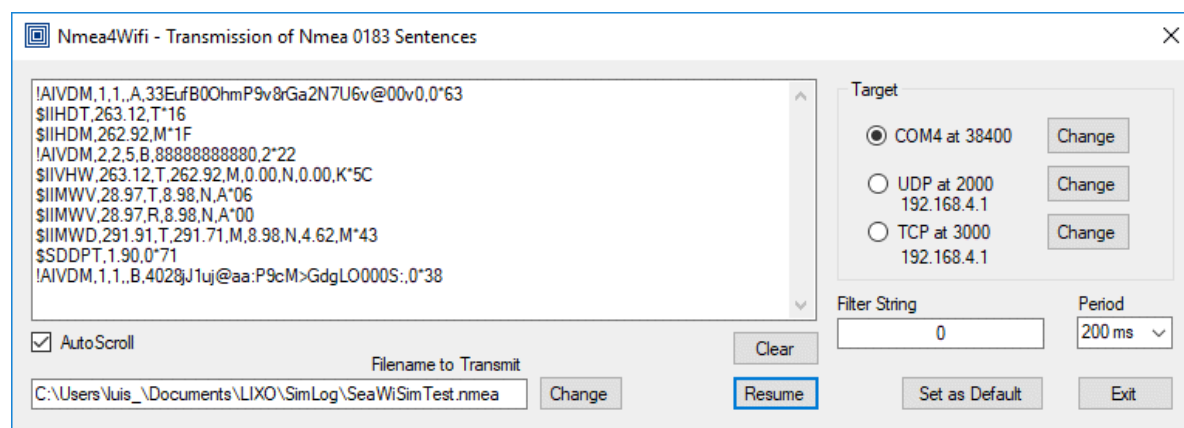 Nmea4Wifi - Transmission of Nmea 0183 Sentences
!AIVDM,1,1,,A,33EufB0OhmP9v8rGa2N7U6v@00v0,0*63
$IIHDT,263.12,T*16
$IIHDM,262.92,M*1F
!AIVDM,2,2,5,B,88888888880,2*22
$IIVHW,263.12,T,262.92,M,0.00,N,0.00,K*5C
$IIMWV,28.97,T,8.98,N,A*06
$IIMWV,28.97,R,8.98,N,A*00
$IIMWD,291.91,T,291.71,M,8.98,N,4.62,M*43
$SDDPT,1.90,0*71
!AIVDM,1,1,,B,4028jJ1uj@aa:P9cM>GdgLO000S:,0*38
AutoScroll
Clear
Filename to Transmit
C:\Users\luis_\Documents\LIXO\SimLog\SeaWiSimTest.nmea
Change
Resume
Target
COM4 at 38400
Change
UDP at 2000
192.168.4.1
Change
TCP at 3000
192.168.4.1
Change
Filter String
0
Period
200 ms
Set as Default
Exit